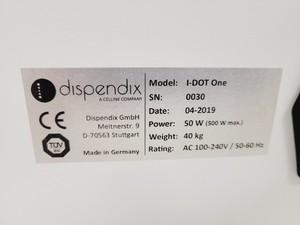 dispendix
A CELLINK COMPANY
Dispendix GmbH
Meitnerstr. 9
D-70563 Stuttgart
CE
TÜV
Made in Germany
Model: I-DOT One
SN: 0030
Date: 04-2019
Power: 50 W (500 W max.)
Weight: 40 kg
Rating: AC 100-240V / 50-60 Hz